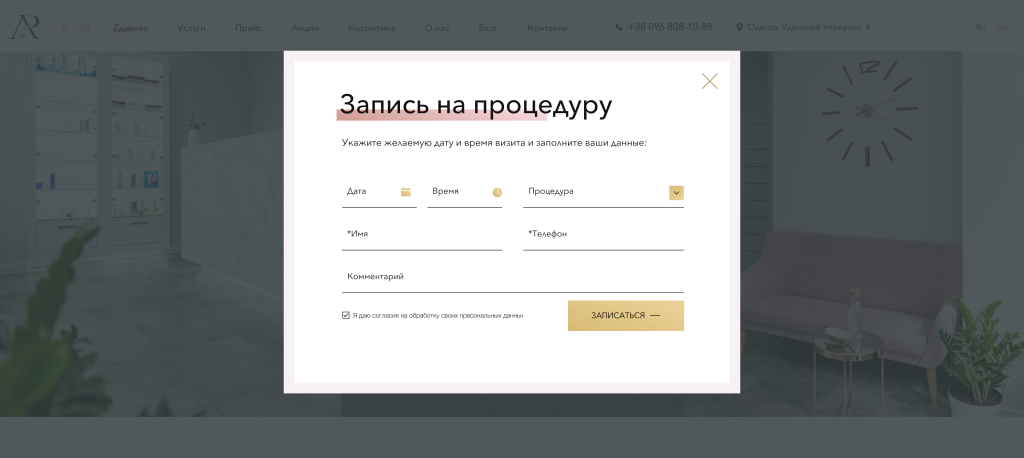 AR
Главная Услуги Прайс Акции Косметика О нас Блог Контакты +38 096 808-10-88 Одесса, Удельный переулок, 4 RU UA
Запись на процедуру
Укажите желаемую дату и время визита и заполните ваши данные:
Дата Время Процедура
*Имя *Телефон
Комментарий
Я даю согласие на обработку своих пресональных данных
ЗАПИСАТЬСЯ —